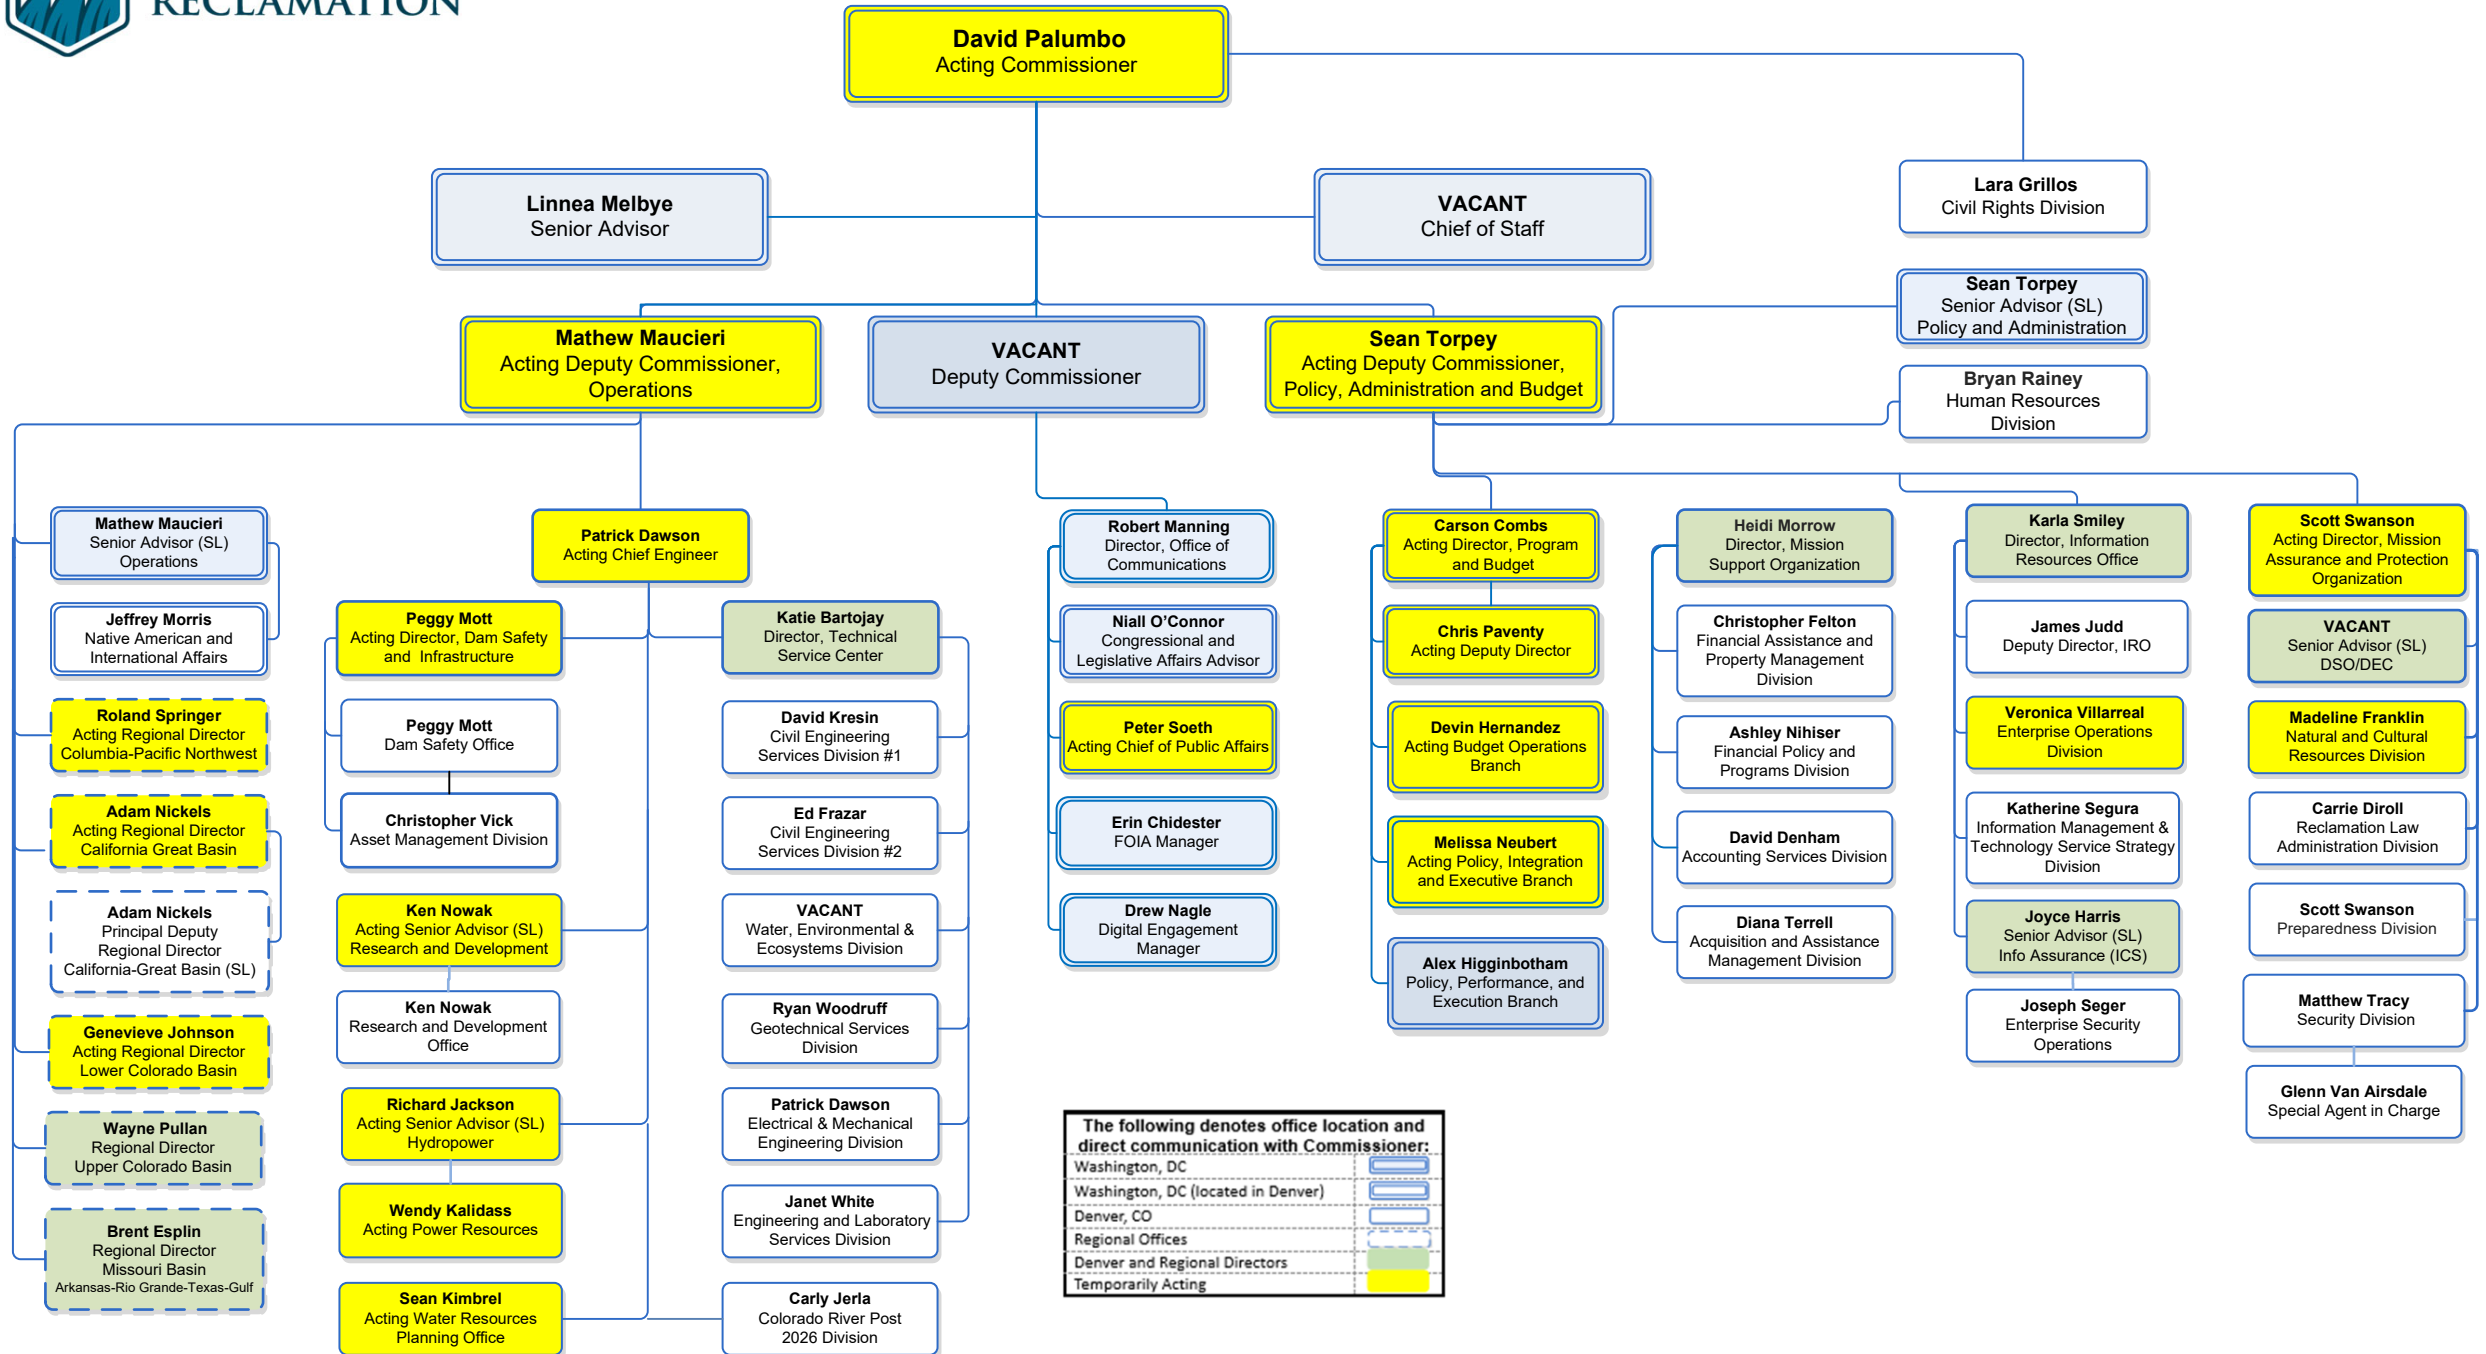 RECLAMATION
David Palumbo
Acting Commissioner
Linnea Melbye
Senior Advisor
VACANT
Chief of Staff
Lara Grillos
Civil Rights Division
Sean Torpey
Senior Advisor (SL)
Policy and Administration
Mathew Maucieri
Acting Deputy Commissioner,
Operations
VACANT
Deputy Commissioner
Sean Torpey
Acting Deputy Commissioner,
Policy, Administration and Budget
Bryan Rainey
Human Resources
Division
Mathew Maucieri
Senior Advisor (SL)
Operations
Jeffrey Morris
Native American and
International Affairs
Roland Springer
Acting Regional Director
Columbia-Pacific Northwest
Adam Nickels
Acting Regional Director
California Great Basin
Adam Nickels
Principal Deputy
Regional Director
California-Great Basin (SL)
Genevieve Johnson
Acting Regional Director
Lower Colorado Basin
Wayne Pullan
Regional Director
Upper Colorado Basin
Brent Esplin
Regional Director
Missouri Basin
Arkansas-Rio Grande-Texas-Gulf
Patrick Dawson
Acting Chief Engineer
Peggy Mott
Acting Director, Dam Safety
and Infrastructure
Peggy Mott
Dam Safety Office
Christopher Vick
Asset Management Division
Ken Nowak
Acting Senior Advisor (SL)
Research and Development
Ken Nowak
Research and Development
Office
Richard Jackson
Acting Senior Advisor (SL)
Hydropower
Wendy Kalidass
Acting Power Resources
Sean Kimbrel
Acting Water Resources
Planning Office
Katie Bartojay
Director, Technical
Service Center
David Kresin
Civil Engineering
Services Division #1
Ed Frazar
Civil Engineering
Services Division #2
VACANT
Water, Environmental &
Ecosystems Division
Ryan Woodruff
Geotechnical Services
Division
Patrick Dawson
Electrical & Mechanical
Engineering Division
Janet White
Engineering and Laboratory
Services Division
Carly Jerla
Colorado River Post
2026 Division
Robert Manning
Director, Office of
Communications
Niall O’Connor
Congressional and
Legislative Affairs Advisor
Peter Soeth
Acting Chief of Public Affairs
Erin Chidester
FOIA Manager
Drew Nagle
Digital Engagement
Manager
Carson Combs
Acting Director, Program
and Budget
Chris Paventy
Acting Deputy Director
Devin Hernandez
Acting Budget Operations
Branch
Melissa Neubert
Acting Policy, Integration
and Executive Branch
Alex Higginbotham
Policy, Performance, and
Execution Branch
Heidi Morrow
Director, Mission
Support Organization
Christopher Felton
Financial Assistance and
Property Management
Division
Ashley Nihiser
Financial Policy and
Programs Division
David Denham
Accounting Services Division
Diana Terrell
Acquisition and Assistance
Management Division
Karla Smiley
Director, Information
Resources Office
James Judd
Deputy Director, IRO
Veronica Villarreal
Enterprise Operations
Division
Katherine Segura
Information Management &
Technology Service Strategy
Division
Joyce Harris
Senior Advisor (SL)
Info Assurance (ICS)
Joseph Seger
Enterprise Security
Operations
Scott Swanson
Acting Director, Mission
Assurance and Protection
Organization
VACANT
Senior Advisor (SL)
DSO/DEC
Madeline Franklin
Natural and Cultural
Resources Division
Carrie Diroll
Reclamation Law
Administration Division
Scott Swanson
Preparedness Division
Matthew Tracy
Security Division
Glenn Van Airsdale
Special Agent in Charge
The following denotes office location and
direct communication with Commissioner:
Washington, DC
Washington, DC (located in Denver)
Denver, CO
Regional Offices
Denver and Regional Directors
Temporarily Acting